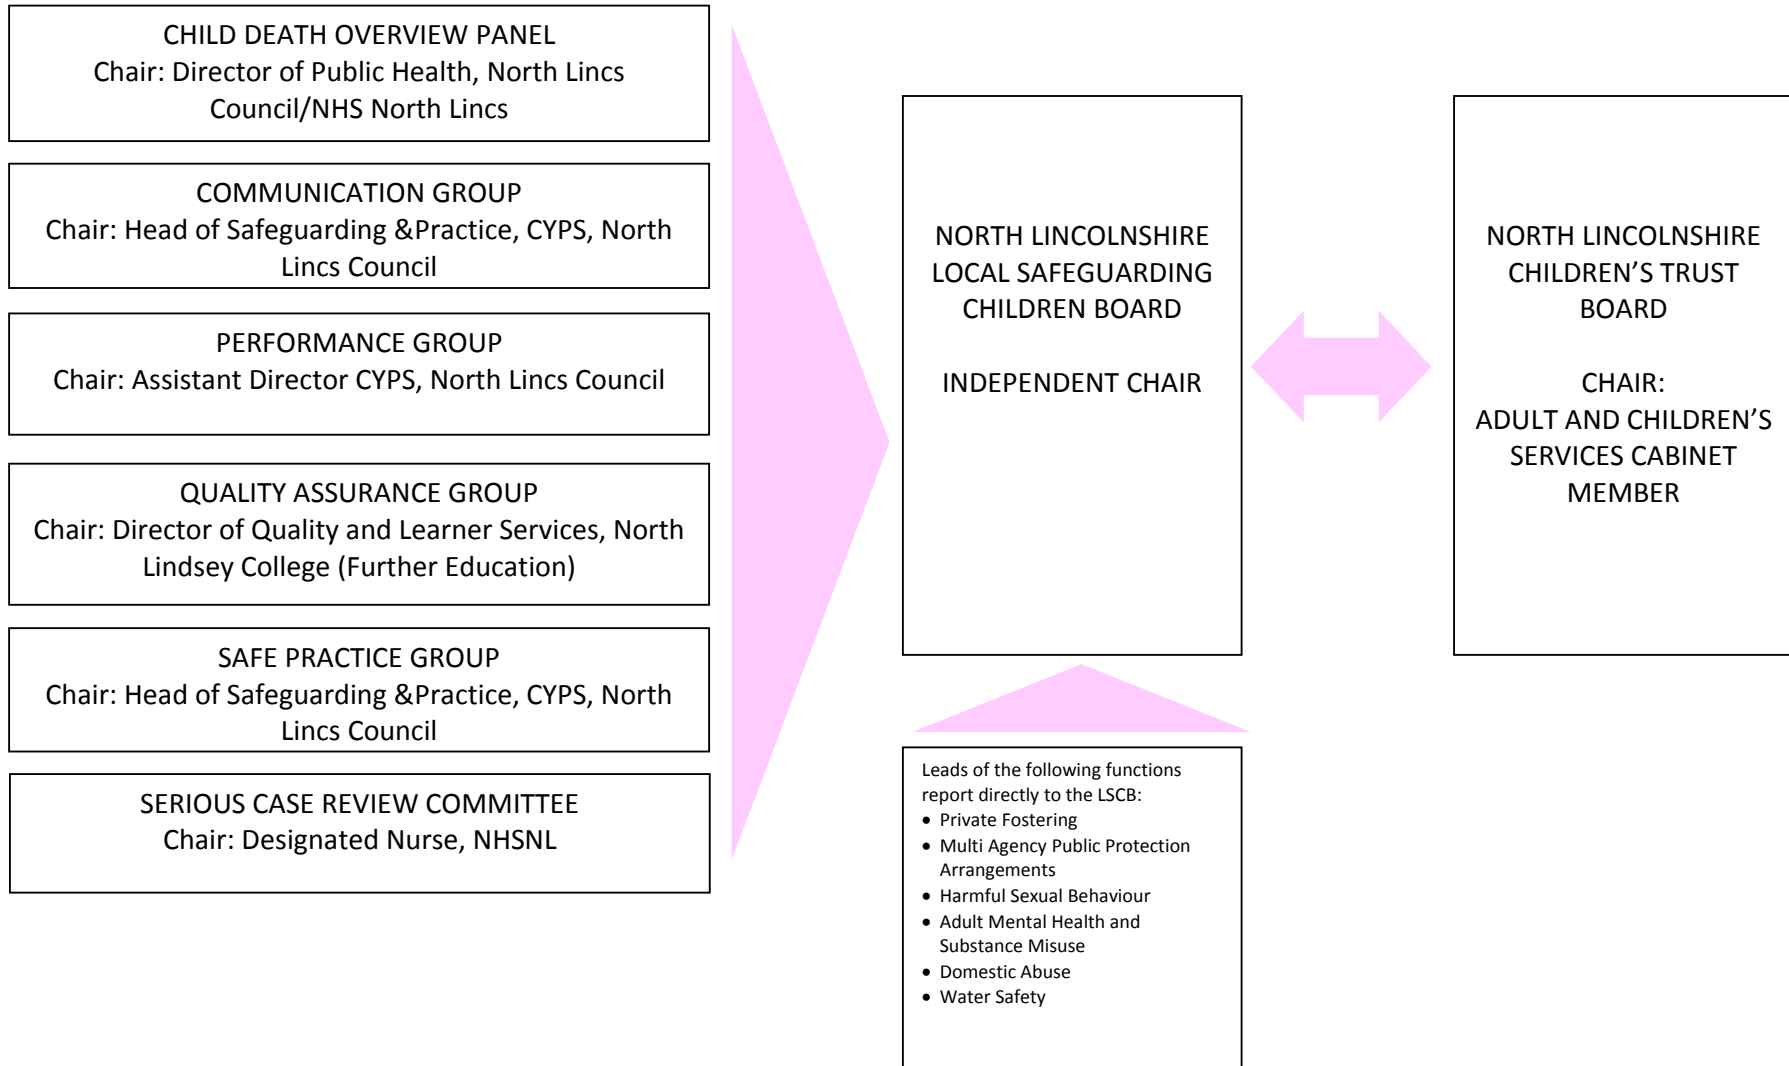 CHILD DEATH OVERVIEW PANEL
Chair: Director of Public Health, North Lincs
Council/NHS North Lincs
COMMUNICATION GROUP
Chair: Head of Safeguarding &Practice, CYPS, North
Lincs Council
PERFORMANCE GROUP
Chair: Assistant Director CYPS, North Lincs Council
QUALITY ASSURANCE GROUP
Chair: Director of Quality and Learner Services, North
Lindsey College (Further Education)
SAFE PRACTICE GROUP
Chair: Head of Safeguarding &Practice, CYPS, North
Lincs Council
SERIOUS CASE REVIEW COMMITTEE
Chair: Designated Nurse, NHSNL
NORTH LINCOLNSHIRE
LOCAL SAFEGUARDING
CHILDREN BOARD
INDEPENDENT CHAIR
Leads of the following functions
report directly to the LSCB:
• Private Fostering
• Multi Agency Public Protection
Arrangements
• Harmful Sexual Behaviour
• Adult Mental Health and
Substance Misuse
• Domestic Abuse
• Water Safety
NORTH LINCOLNSHIRE
CHILDREN’S TRUST
BOARD
CHAIR:
ADULT AND CHILDREN’S
SERVICES CABINET
MEMBER